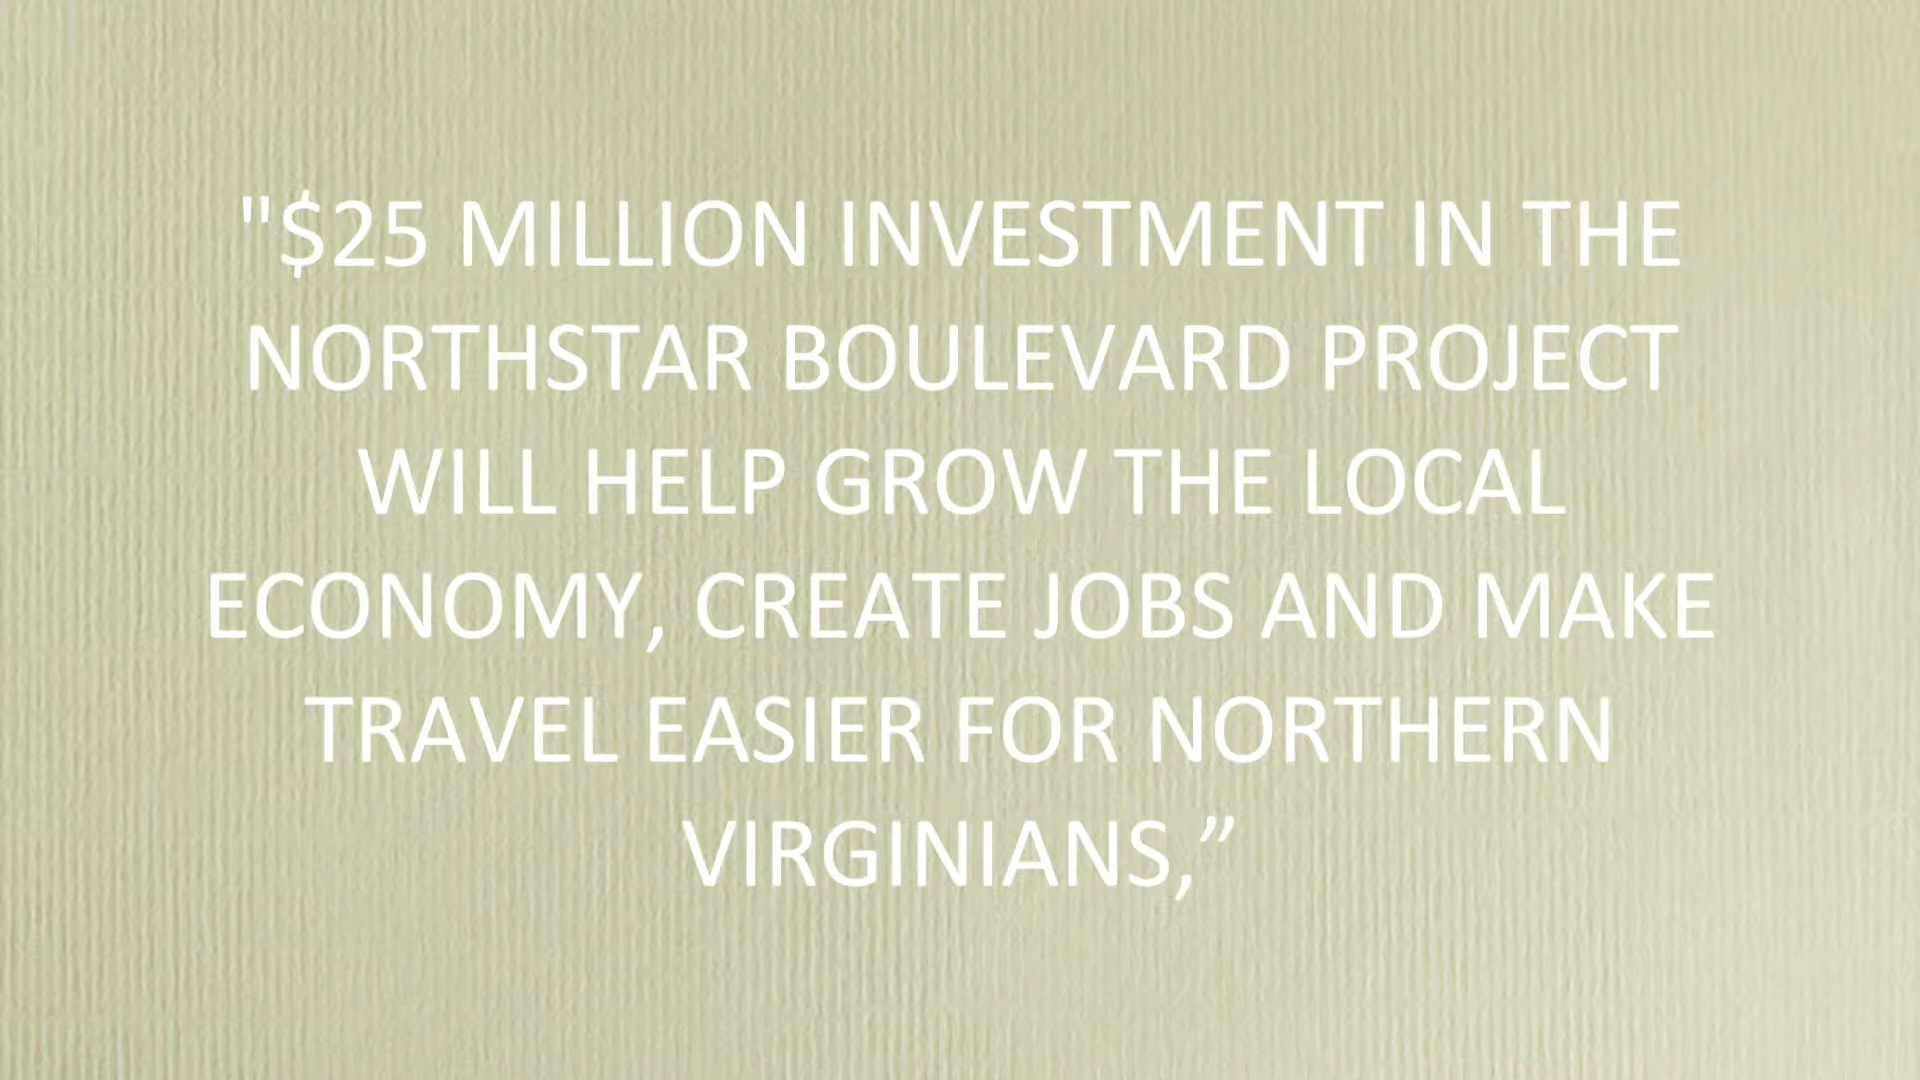 "$25 MILLION INVESTMENT IN THE
NORTHSTAR BOULEVARD PROJECT
WILL HELP GROW THE LOCAL
ECONOMY, CREATE JOBS AND MAKE
TRAVEL EASIER FOR NORTHERN
VIRGINIANS,”